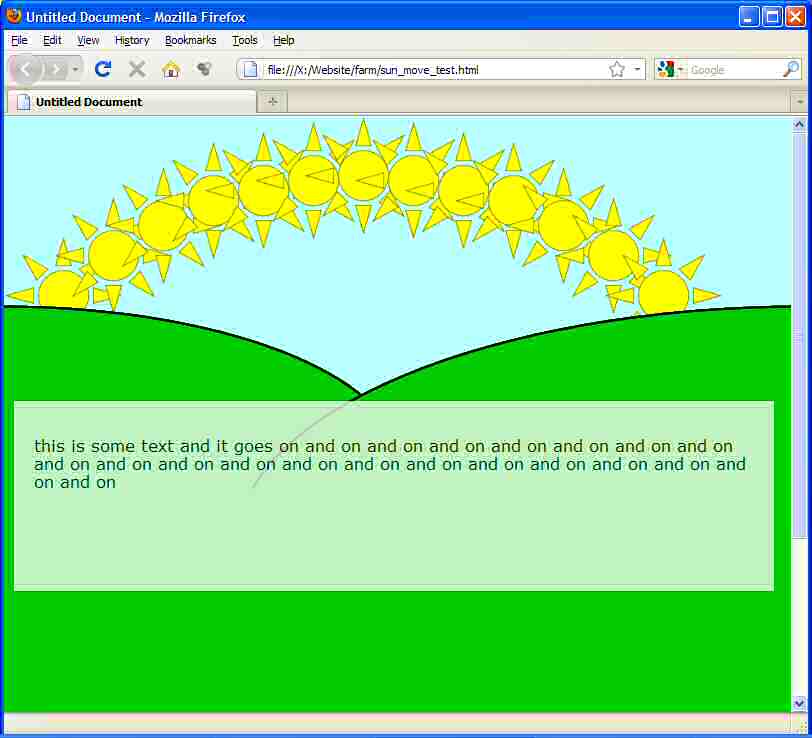 Untitled Document - Mozilla Firefox
File Edit View History Bookmarks Tools Help
file:///X:/Website/farm/sun_move_test.html Google
Untitled Document
this is some text and it goes on and on and on and on and on and on and on and on
and on and on and on and on and on and on and on and on and on and on and on and
on and on